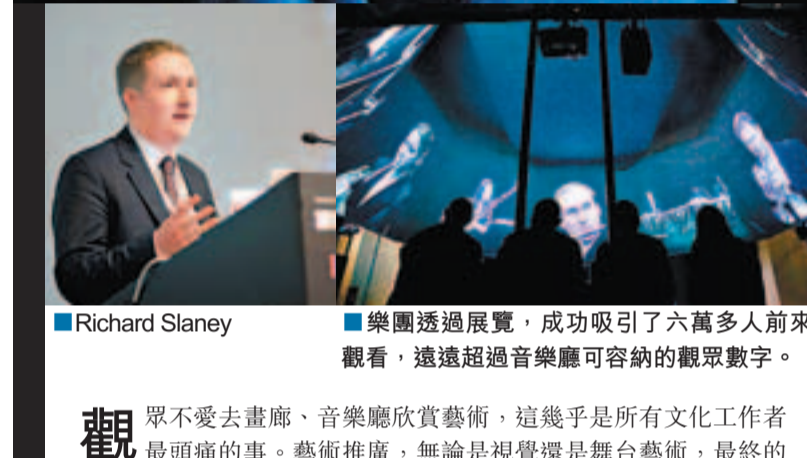 ■Richard Slaney
■樂團透過展覽，成功吸引了六萬多人前來
觀看，遠遠超過音樂廳可容納的觀眾數字。
觀眾不愛去畫廊、音樂廳欣賞藝術，這幾乎是所有文化工作者
最頭痛的事。藝術推廣，無論是視覺還是舞台藝術，最終的